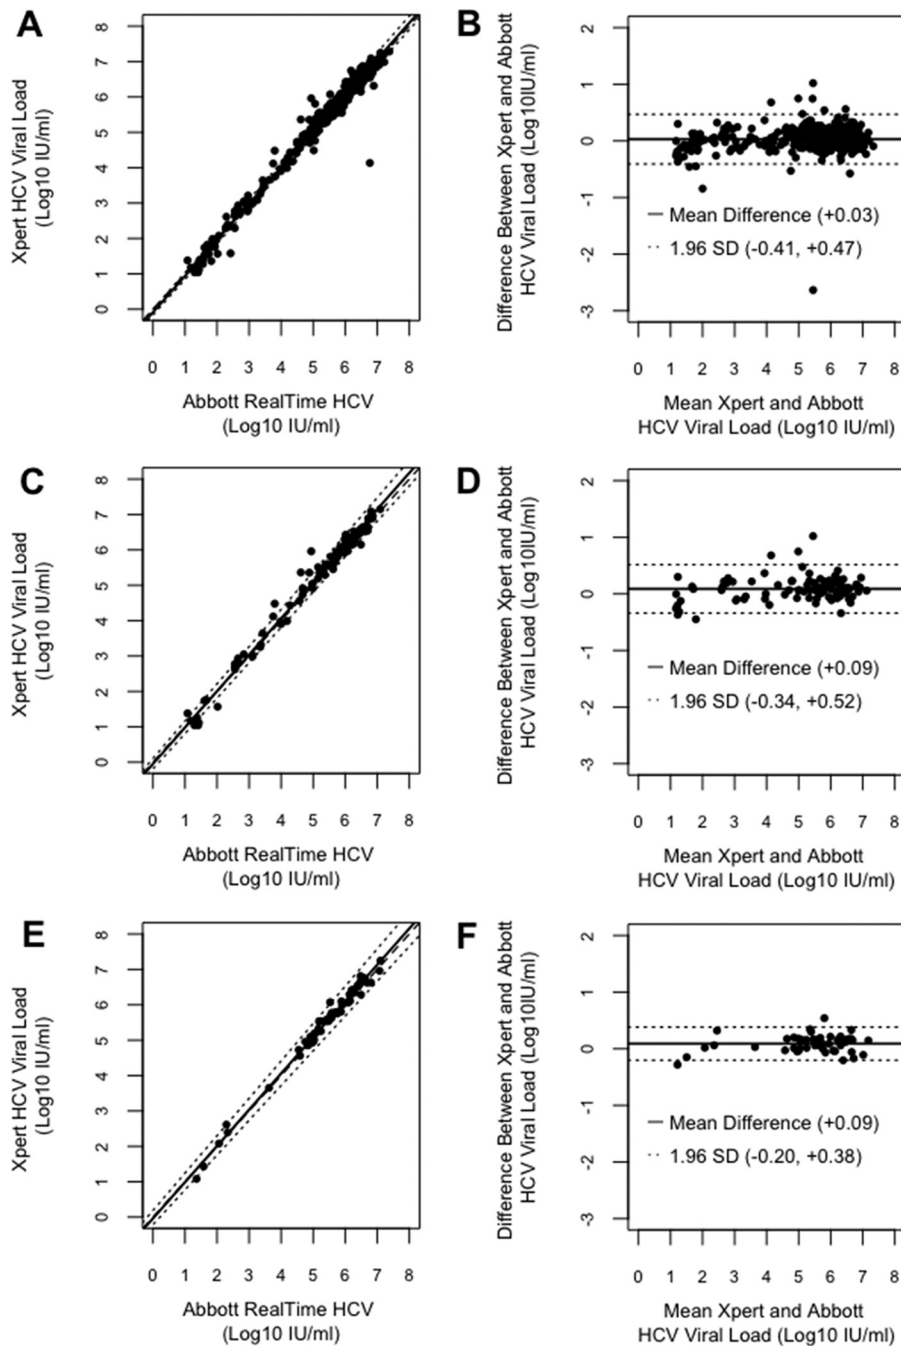 A
Xpert HCV Viral Load
(Log10 IU/ml)
8
7
6
5
4
3
2
1
0
0 1 2 3 4 5 6 7 8
Abbott RealTime HCV
(Log10 IU/ml)
B
Difference Between Xpert and Abbott
HCV Viral Load (Log10IU/ml)
2
1
0
-1
-2
-3
Mean Difference (+0.03)
1.96 SD (-0.41, +0.47)
0 1 2 3 4 5 6 7 8
Mean Xpert and Abbott
HCV Viral Load (Log10 IU/ml)
C
Xpert HCV Viral Load
(Log10 IU/ml)
8
7
6
5
4
3
2
1
0
0 1 2 3 4 5 6 7 8
Abbott RealTime HCV
(Log10 IU/ml)
D
Difference Between Xpert and Abbott
HCV Viral Load (Log10IU/ml)
2
1
0
-1
-2
-3
Mean Difference (+0.09)
1.96 SD (-0.34, +0.52)
0 1 2 3 4 5 6 7 8
Mean Xpert and Abbott
HCV Viral Load (Log10 IU/ml)
E
Xpert HCV Viral Load
(Log10 IU/ml)
8
7
6
5
4
3
2
1
0
0 1 2 3 4 5 6 7 8
Abbott RealTime HCV
(Log10 IU/ml)
F
Difference Between Xpert and Abbott
HCV Viral Load (Log10IU/ml)
2
1
0
-1
-2
-3
Mean Difference (+0.09)
1.96 SD (-0.20, +0.38)
0 1 2 3 4 5 6 7 8
Mean Xpert and Abbott
HCV Viral Load (Log10 IU/ml)